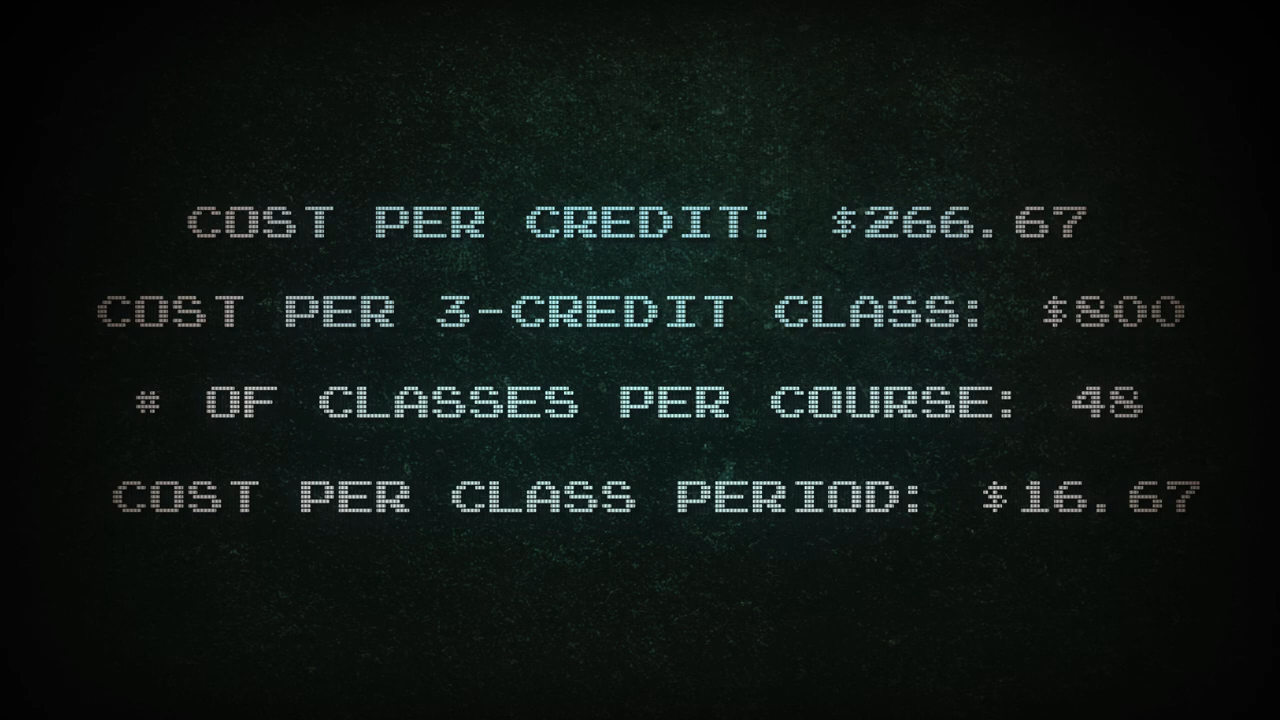 COST PER CREDIT: $266.67
COST PER 3-CREDIT CLASS: $800
# OF CLASSES PER COURSE: 48
COST PER CLASS PERIOD: $16.67